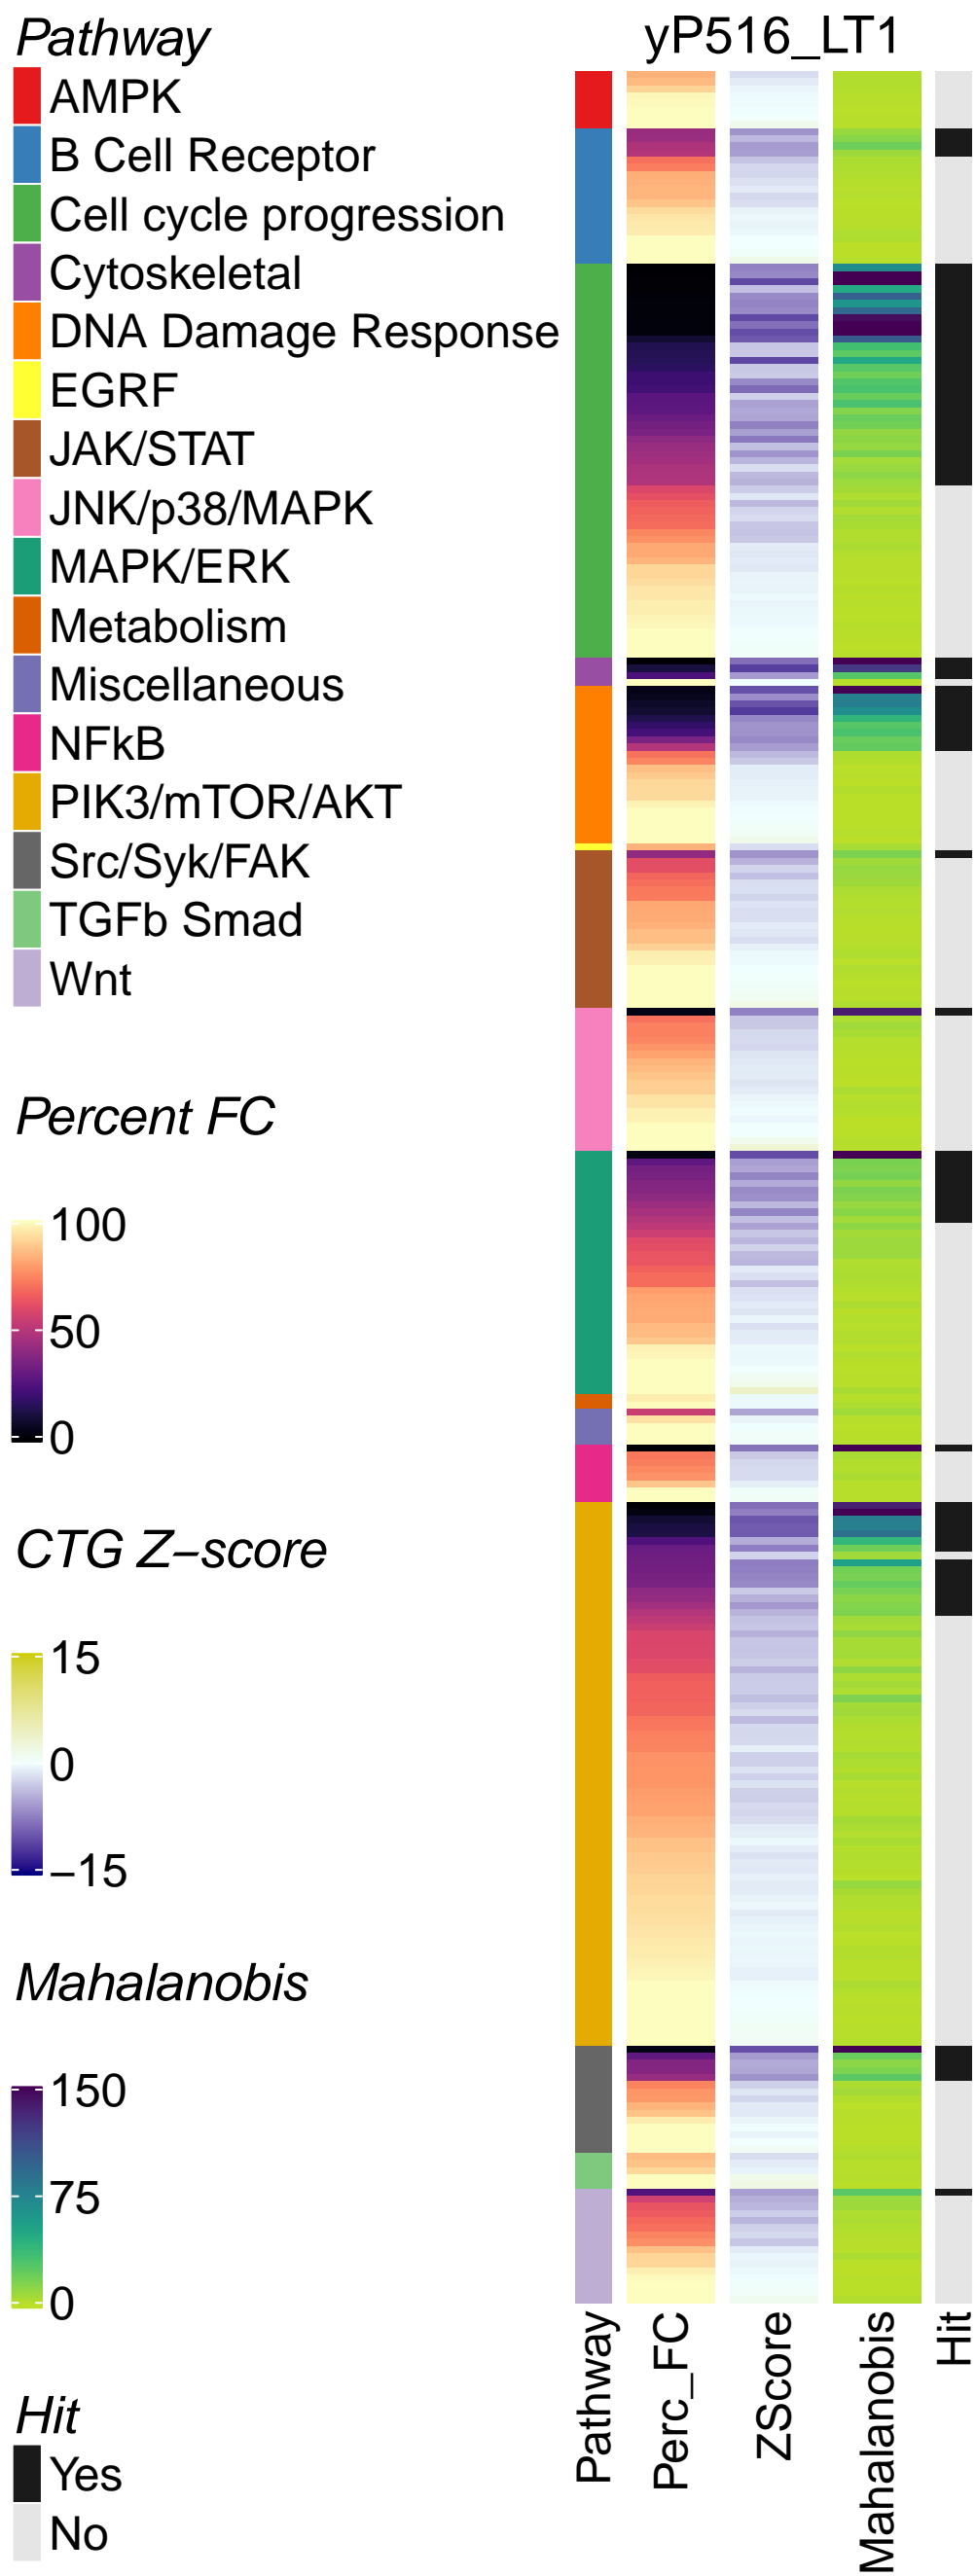 Pathway
AMPK
B Cell Receptor
Cell cycle progression
Cytoskeletal
DNA Damage Response
EGRF
JAK/STAT
JNK/p38/MAPK
MAPK/ERK
Metabolism
Miscellaneous
NFkB
PIK3/mTOR/AKT
Src/Syk/FAK
TGFb Smad
Wnt
Percent FC
100
50
0
CTG Z−score
15
0
−15
Mahalanobis
150
75
0
Hit
Yes
No
yP516_LT1
Pathway
Perc_FC
ZScore
Mahalanobis
Hit